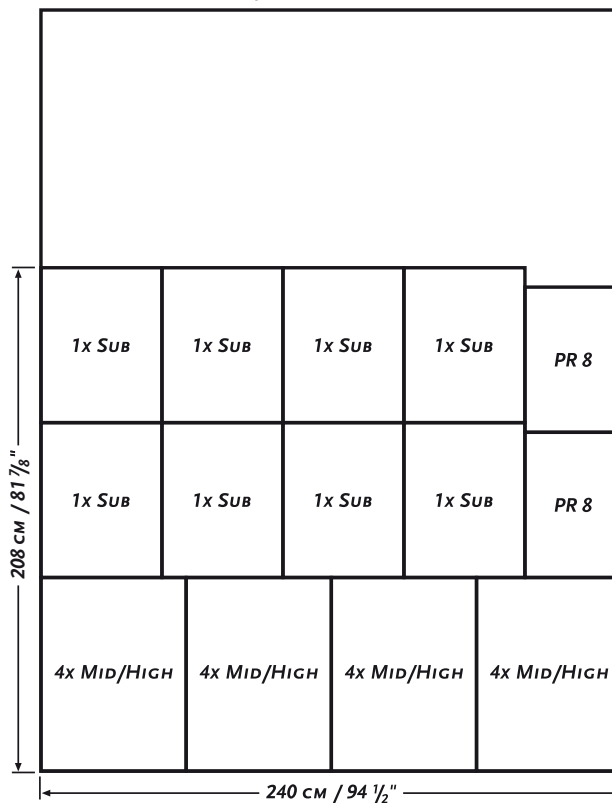 1x Sub 1x Sub 1x Sub 1x Sub PR 8
1x Sub 1x Sub 1x Sub 1x Sub PR 8
208 cm / 81 7/8"
4x Mid/High 4x Mid/High 4x Mid/High 4x Mid/High
240 cm / 94 1/2"